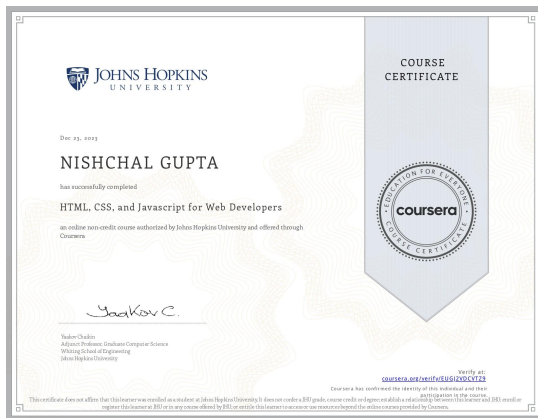 JOHNS HOPKINS
UNIVERSITY
COURSE
CERTIFICATE
Dec 23, 2023
NISHCHAL GUPTA
has successfully completed
HTML, CSS, and Javascript for Web Developers
an online non-credit course authorized by Johns Hopkins University and offered through
Coursera
EDUCATION FOR EVERYONE
coursera
COURSE CERTIFICATE
Yaakov C.
Yaakov Chaikin
Adjunct Professor, Graduate Computer Science
Whiting School of Engineering
Johns Hopkins University
Verify at:
coursera.org/verify/EUGJ2VDCVTZ9
Coursera has confirmed the identity of this individual and their
participation in the course.
This certificate does not affirm that this learner was enrolled as a student at Johns Hopkins University. It does not confer a JHU grade, course credit or degree, establish a relationship between this learner and JHU, enroll or
register this learner at JHU or in any course offered by JHU, or entitle this learner to access or use resources beyond the online courses provided by Coursera.